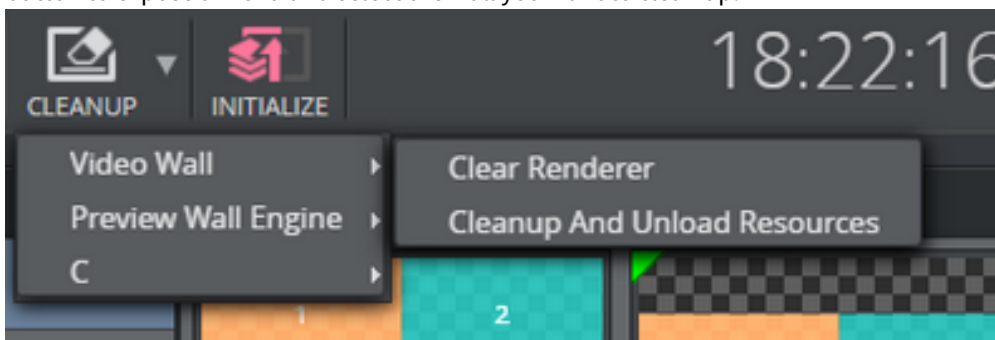 CLEANUP
INITIALIZE
18:22:16
Video Wall
Clear Renderer
Preview Wall Engine
Cleanup And Unload Resources
C
1
2